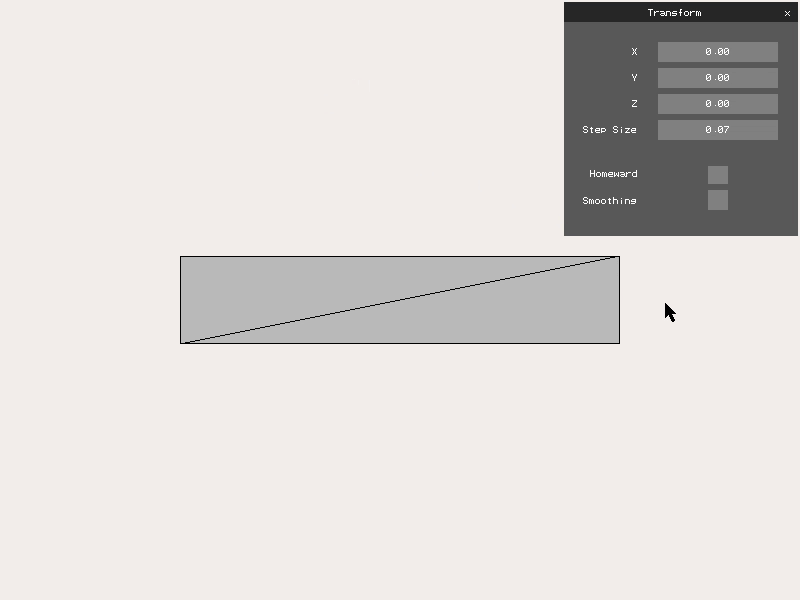 Transform x
X 0.00
Y 0.00
Z 0.00
Step Size 0.07
Homeward
Smoothing